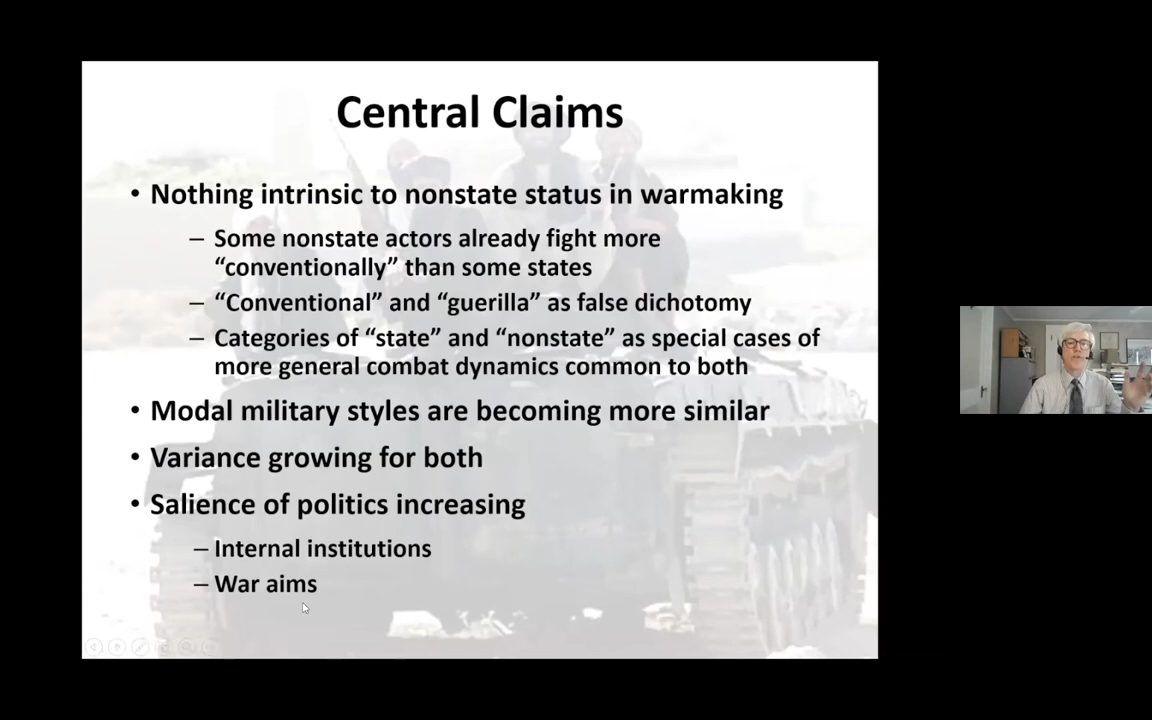 Central Claims
• Nothing intrinsic to nonstate status in warmaking
– Some nonstate actors already fight more
“conventionally” than some states
– “Conventional” and “guerilla” as false dichotomy
– Categories of “state” and “nonstate” as special cases of
more general combat dynamics common to both
• Modal military styles are becoming more similar
• Variance growing for both
• Salience of politics increasing
– Internal institutions
– War aims